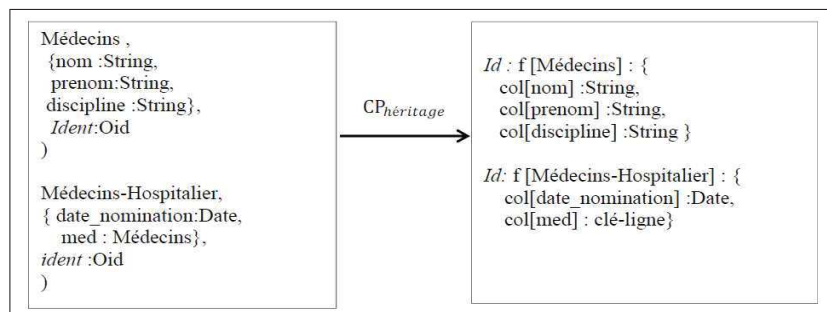 Médecins ,
{nom :String,
prenom:String,
discipline :String},
Ident:Oid
)
Médecins-Hospitalier,
{ date_nomination:Date,
med : Médecins},
ident :Oid
)
CPhéritage
Id : f [Médecins] : {
col[nom] :String,
col[prenom] :String,
col[discipline] :String }
Id: f [Médecins-Hospitalier] : {
col[date_nomination] :Date,
col[med] : clé-ligne}